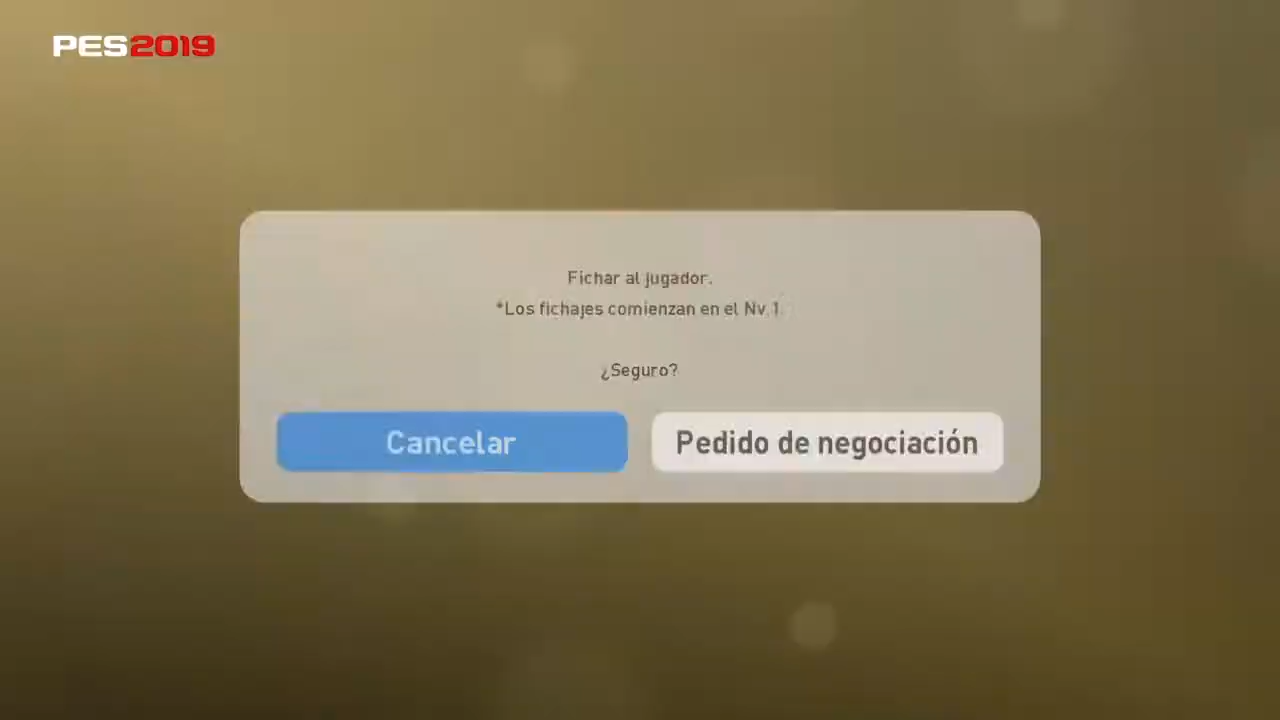 PES2019
Fichar al jugador.
*Los fichajes comienzan en el Nv.1.
¿Seguro?
Cancelar
Pedido de negociación